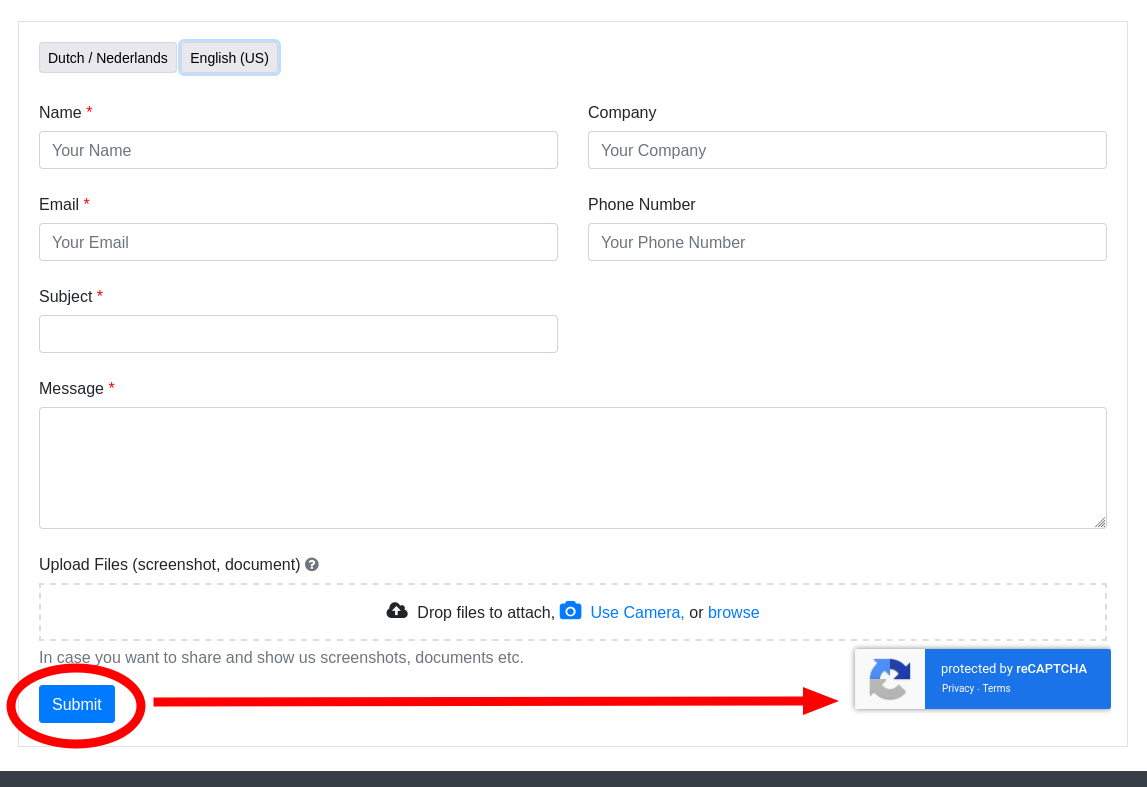 Dutch / Nederlands English (US)
Name * Company
Your Name Your Company
Email * Phone Number
Your Email Your Phone Number
Subject *
Message *
Upload Files (screenshot, document) ?
Drop files to attach, Use Camera, or browse
In case you want to share and show us screenshots, documents etc.
protected by reCAPTCHA
Privacy - Terms
Submit